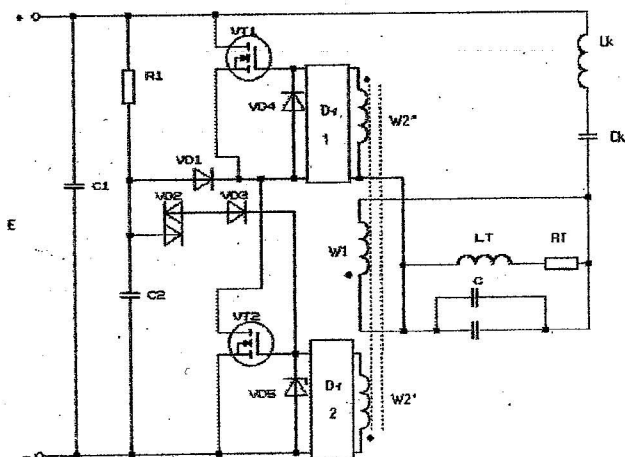 +
VT1
Lk
R1
VD4
Dr
1
W2"
Ck
VD1
C1
VD2
VD3
E
W1
LT
RT
C
C2
VT2
VD5
Dr
2
W2'
-